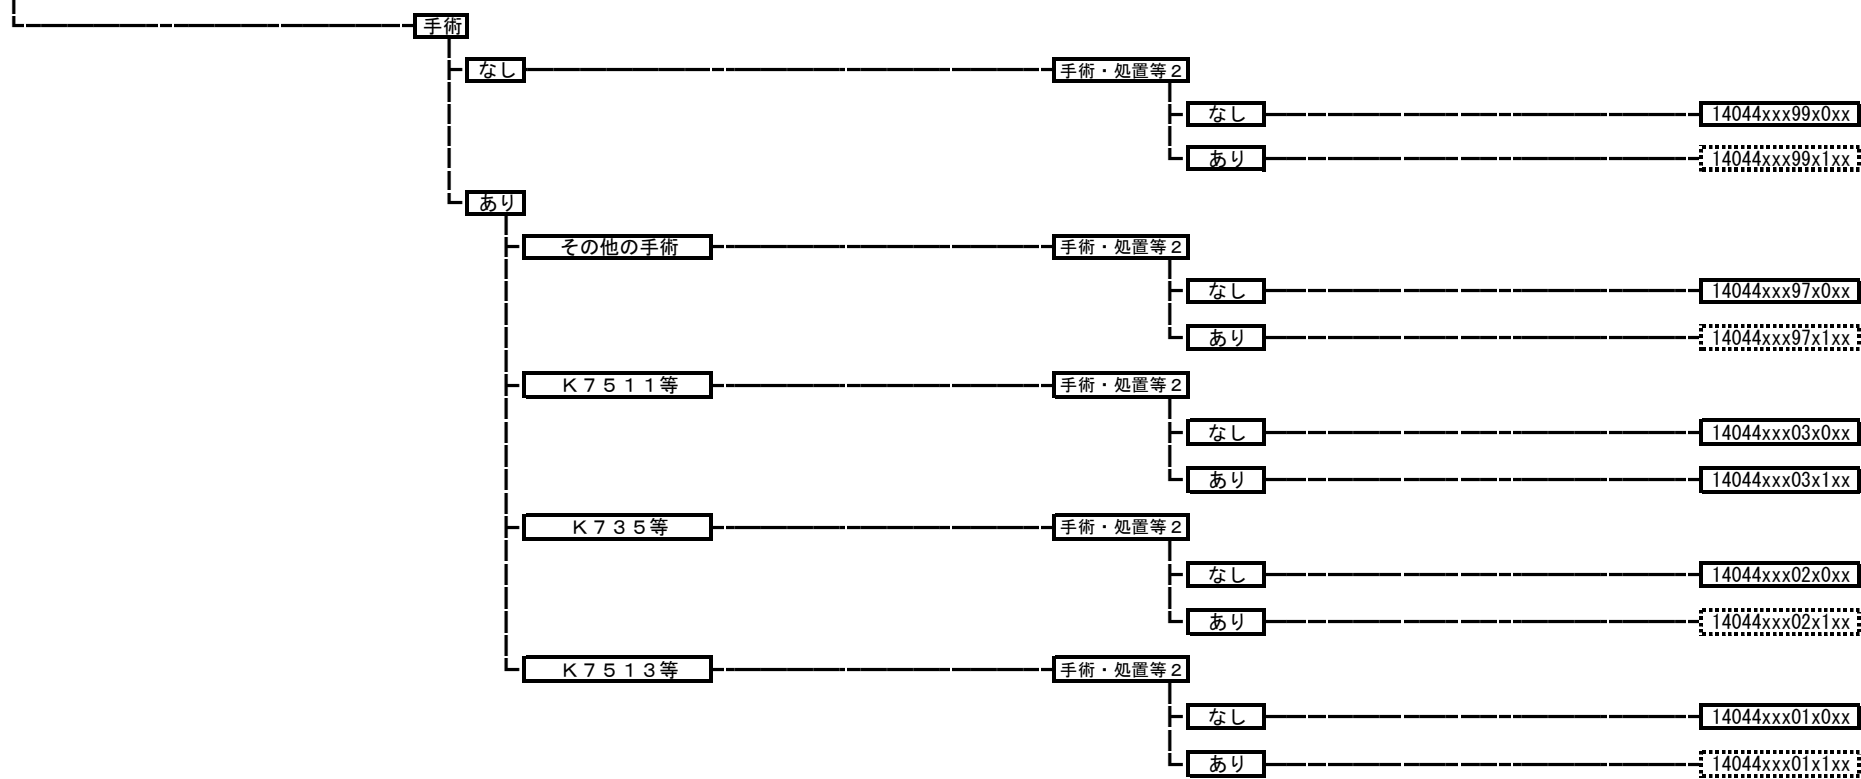 手術
なし 手術・処置等２
なし 14044xxx99x0xx
あり 14044xxx99x1xx
あり
その他の手術 手術・処置等２
なし 14044xxx97x0xx
あり 14044xxx97x1xx
Ｋ７５１１等 手術・処置等２
なし 14044xxx03x0xx
あり 14044xxx03x1xx
Ｋ７３５等 手術・処置等２
なし 14044xxx02x0xx
あり 14044xxx02x1xx
Ｋ７５１３等 手術・処置等２
なし 14044xxx01x0xx
あり 14044xxx01x1xx